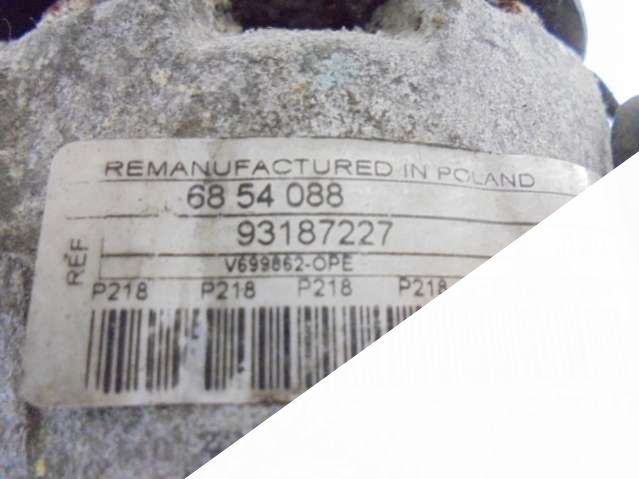 REMANUFACTURED IN POLAND
68 54 088
93187227
RÉF
V699862-OPE
P218 P218 P218 P218